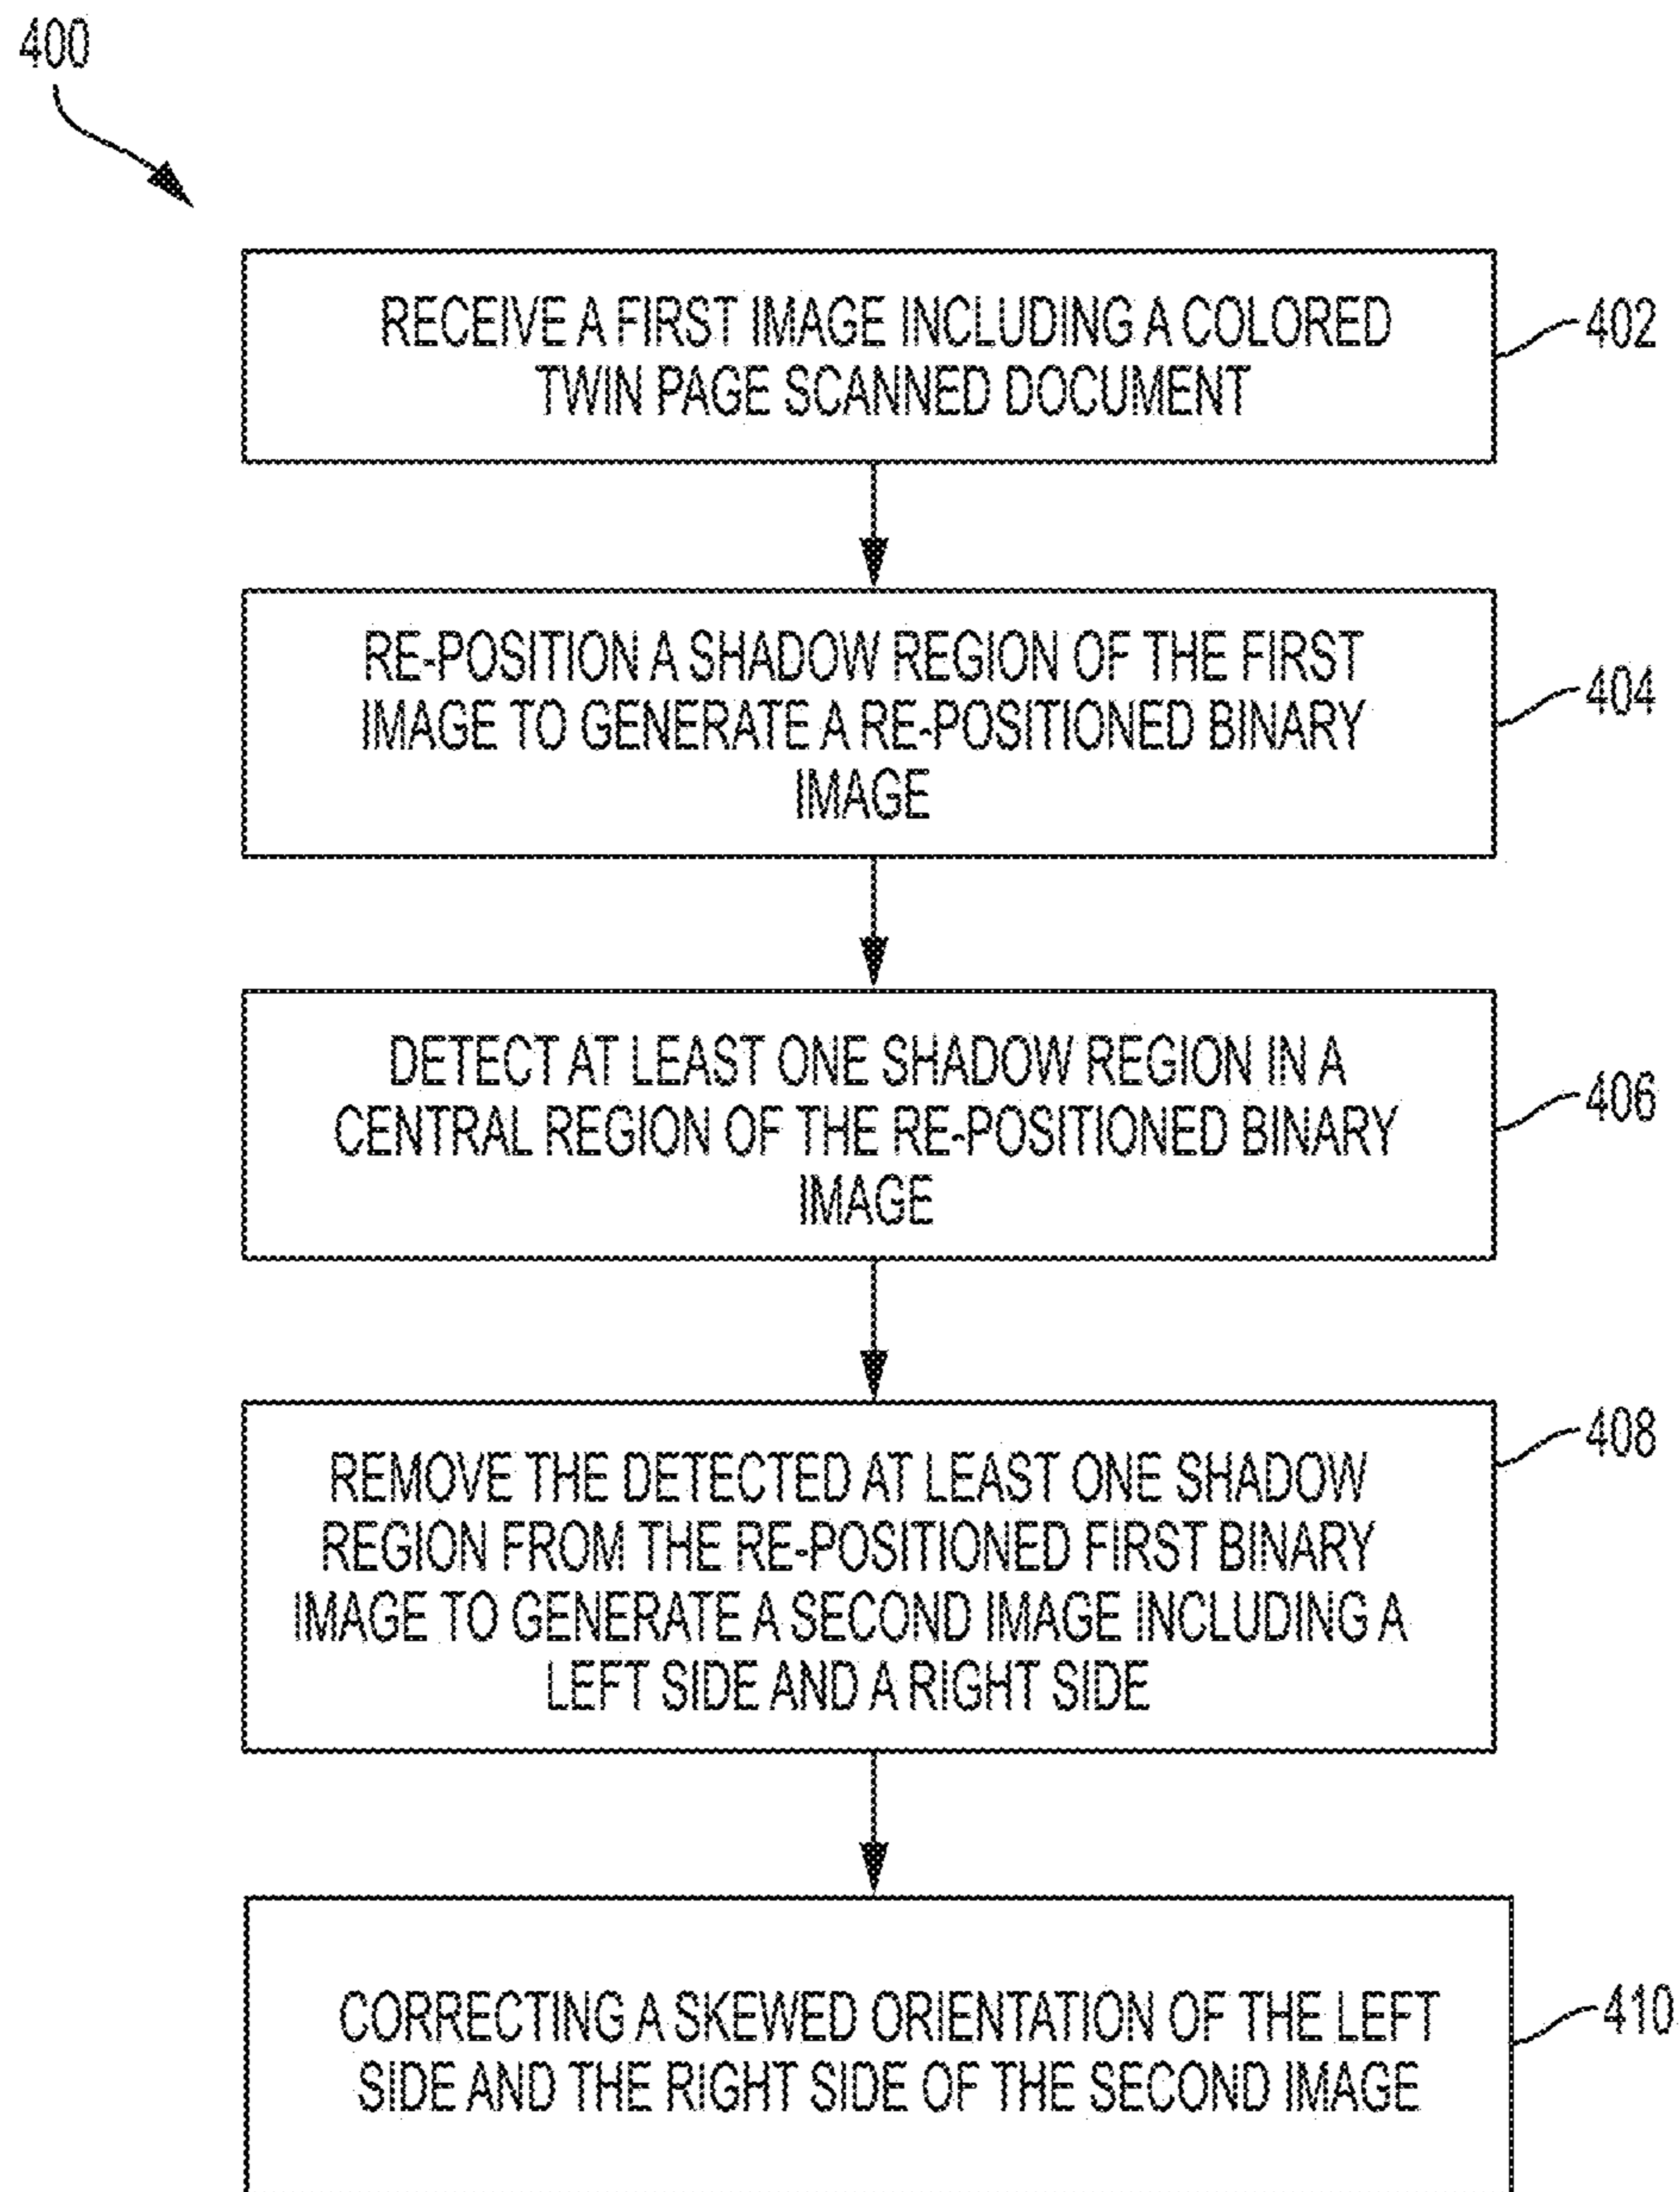 400
RECEIVE A FIRST IMAGE INCLUDING A COLORED
TWIN PAGE SCANNED DOCUMENT
402
RE-POSITION A SHADOW REGION OF THE FIRST
IMAGE TO GENERATE A RE-POSITIONED BINARY
IMAGE
404
DETECT AT LEAST ONE SHADOW REGION IN A
CENTRAL REGION OF THE RE-POSITIONED BINARY
IMAGE
406
REMOVE THE DETECTED AT LEAST ONE SHADOW
REGION FROM THE RE-POSITIONED FIRST BINARY
IMAGE TO GENERATE A SECOND IMAGE INCLUDING A
LEFT SIDE AND A RIGHT SIDE
408
CORRECTING A SKEWED ORIENTATION OF THE LEFT
SIDE AND THE RIGHT SIDE OF THE SECOND IMAGE
410